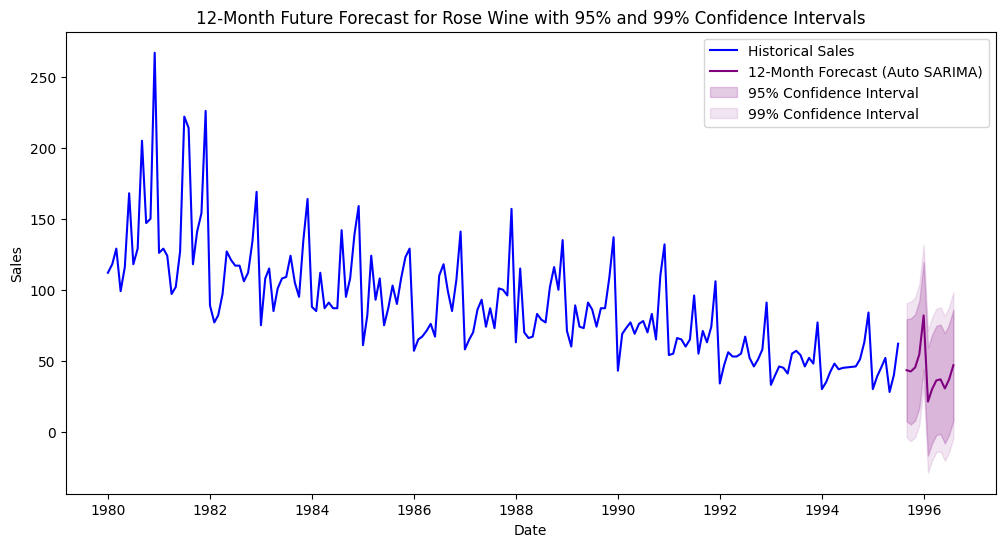 12-Month Future Forecast for Rose Wine with 95% and 99% Confidence Intervals
Historical Sales
12-Month Forecast (Auto SARIMA)
95% Confidence Interval
99% Confidence Interval
Sales
250
200
150
100
50
0
1980 1982 1984 1986 1988 1990 1992 1994 1996
Date